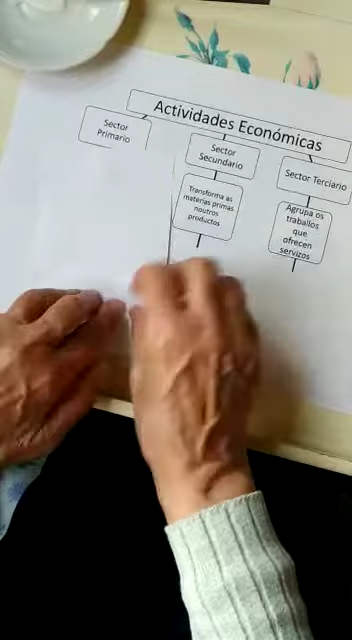 Actividades Económicas
Sector
Primario
Sector
Secundario
Transforma as
materias primas
noutros
produtos
Sector Terciario
Agrupa os
traballos
que
ofrecen
servizos